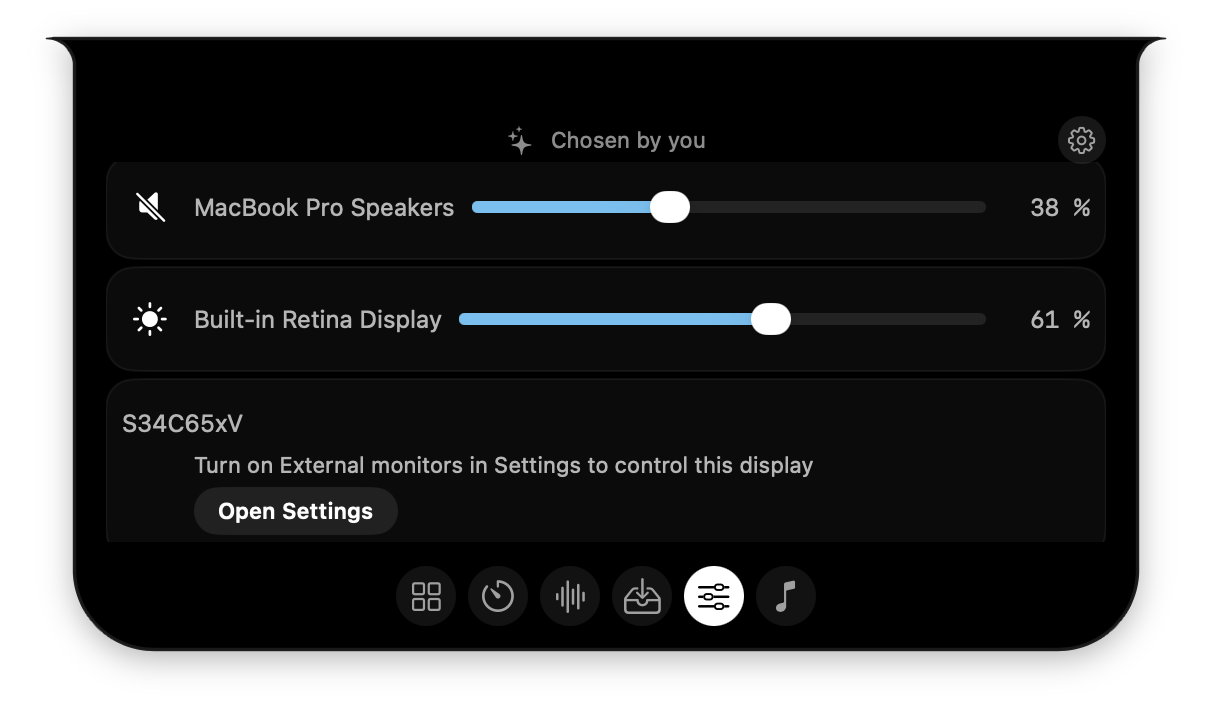 Chosen by you
MacBook Pro Speakers 38 %
Built-in Retina Display 61 %
S34C65xV
Turn on External monitors in Settings to control this display
Open Settings